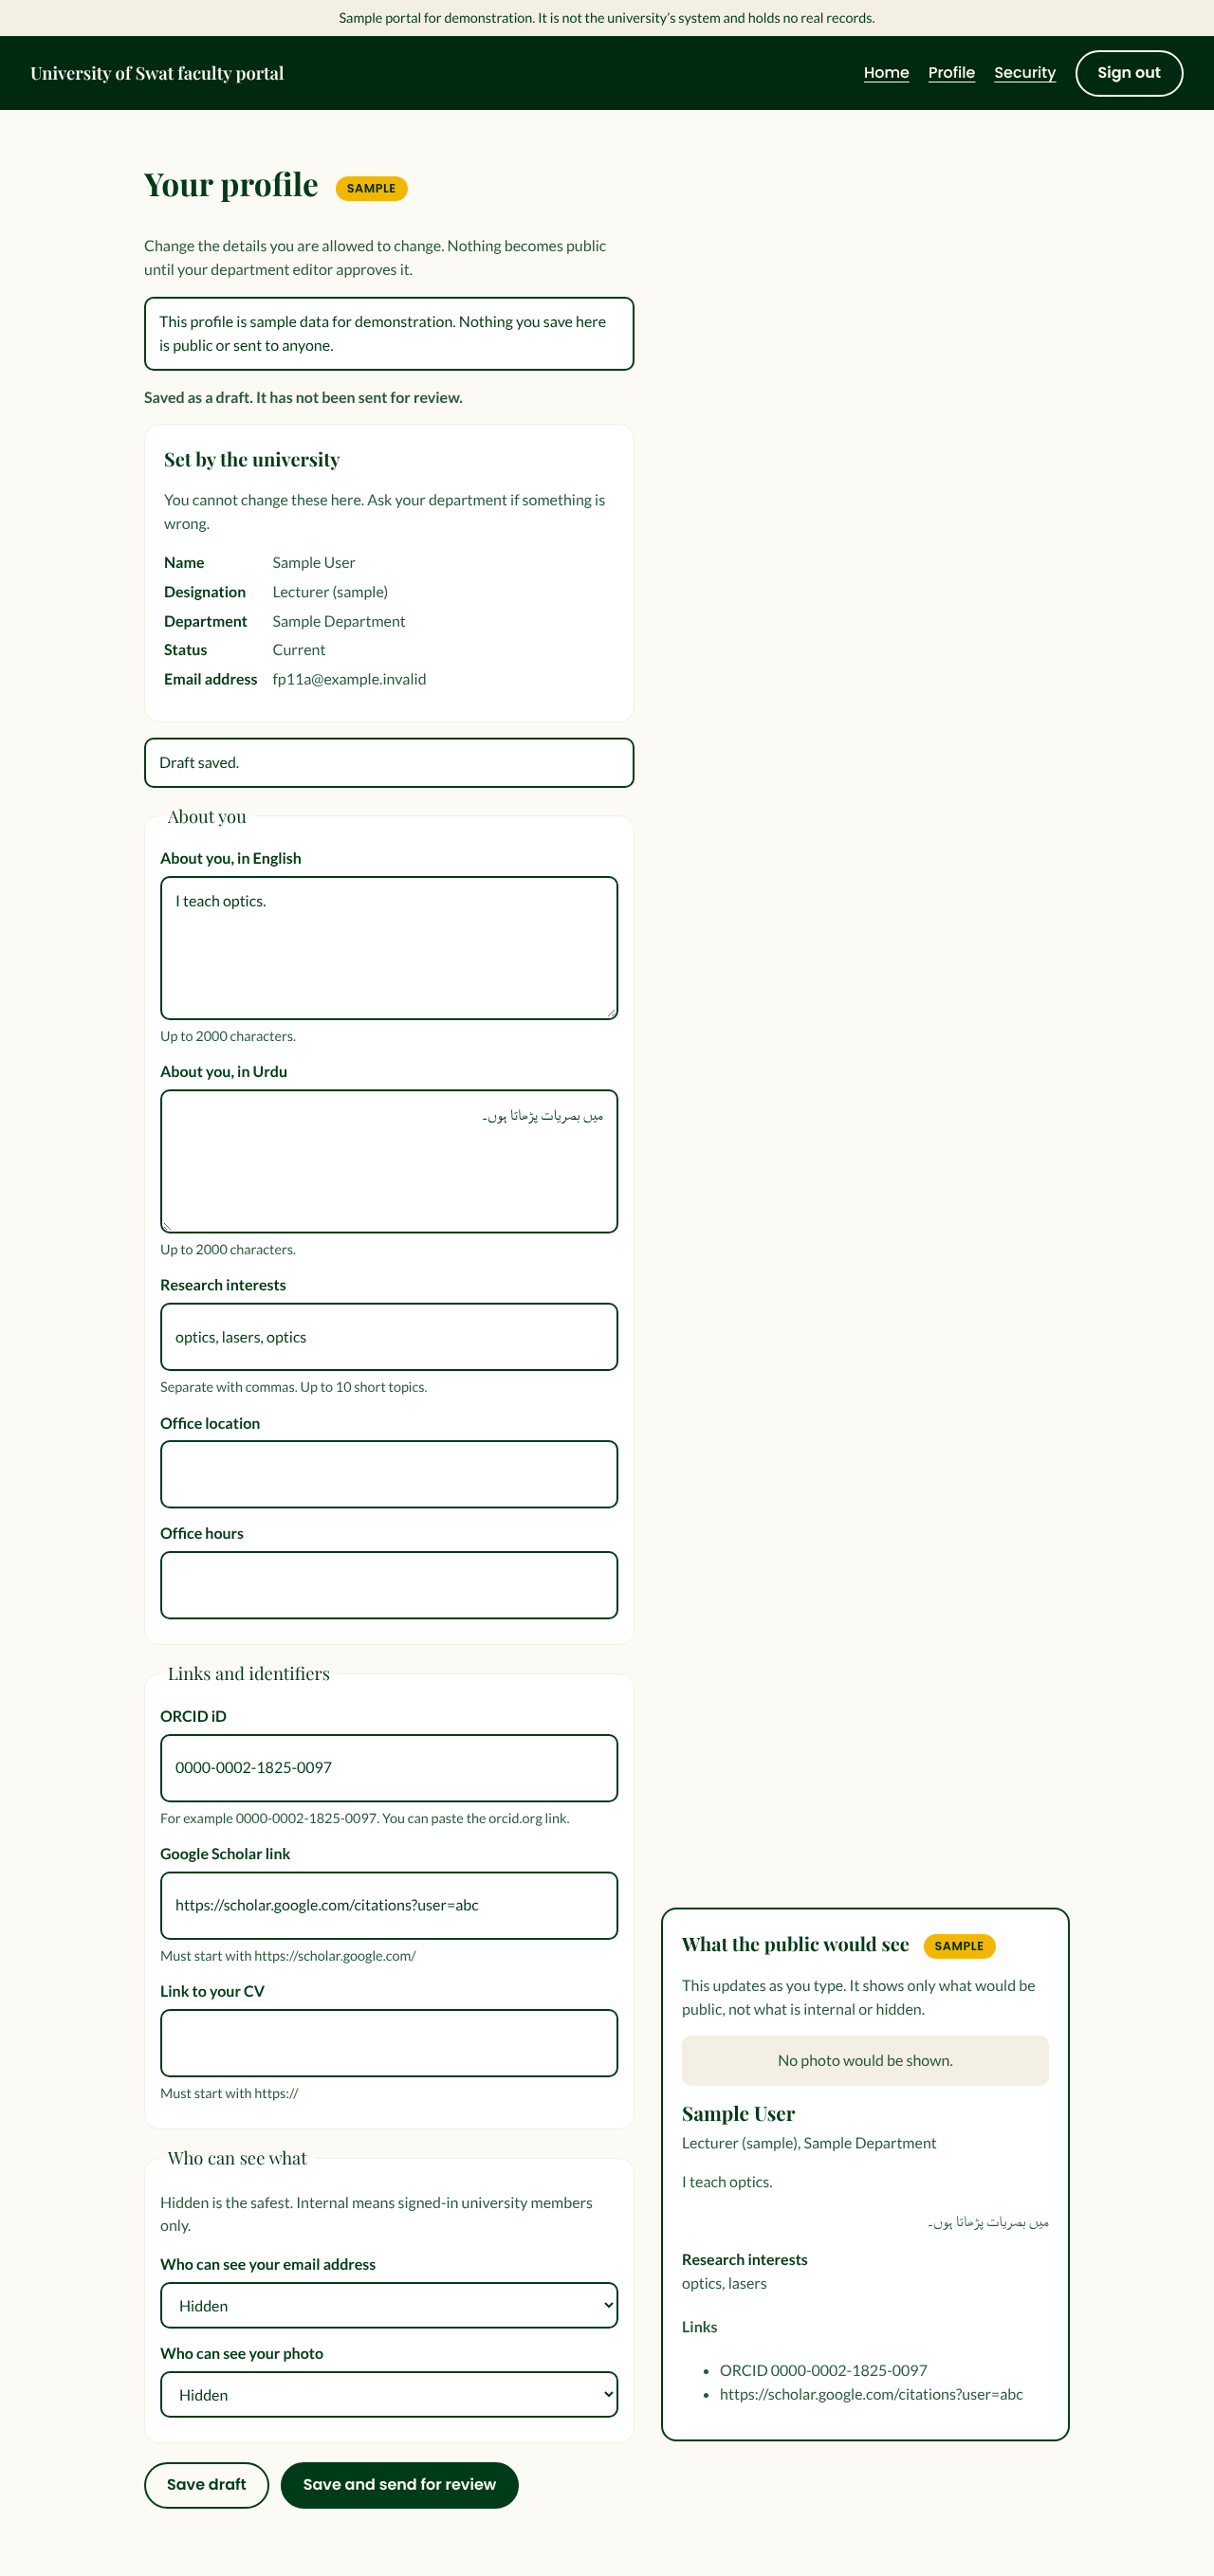 Sample portal for demonstration. It is not the university's system and holds no real records.
University of Swat faculty portal
Home
Profile
Security
Sign out
Your profile
SAMPLE
Change the details you are allowed to change. Nothing becomes public
until your department editor approves it.
This profile is sample data for demonstration. Nothing you save here
is public or sent to anyone.
Saved as a draft. It has not been sent for review.
Set by the university
You cannot change these here. Ask your department if something is
wrong.
Name Sample User
Designation Lecturer (sample)
Department Sample Department
Status Current
Email address fp11a@example.invalid
Draft saved.
About you
About you, in English
I teach optics.
Up to 2000 characters.
About you, in Urdu
میں بصریات پڑھاتا ہوں۔
Up to 2000 characters.
Research interests
optics, lasers, optics
Separate with commas. Up to 10 short topics.
Office location
Office hours
Links and identifiers
ORCID iD
0000-0002-1825-0097
For example 0000-0002-1825-0097. You can paste the orcid.org link.
Google Scholar link
https://scholar.google.com/citations?user=abc
Must start with https://scholar.google.com/
Link to your CV
Must start with https://
Who can see what
Hidden is the safest. Internal means signed-in university members
only.
Who can see your email address
Hidden
Who can see your photo
Hidden
Save draft
Save and send for review
What the public would see
SAMPLE
This updates as you type. It shows only what would be
public, not what is internal or hidden.
No photo would be shown.
Sample User
Lecturer (sample), Sample Department
I teach optics.
میں بصریات پڑھاتا ہوں۔
Research interests
optics, lasers
Links
• ORCID 0000-0002-1825-0097
• https://scholar.google.com/citations?user=abc